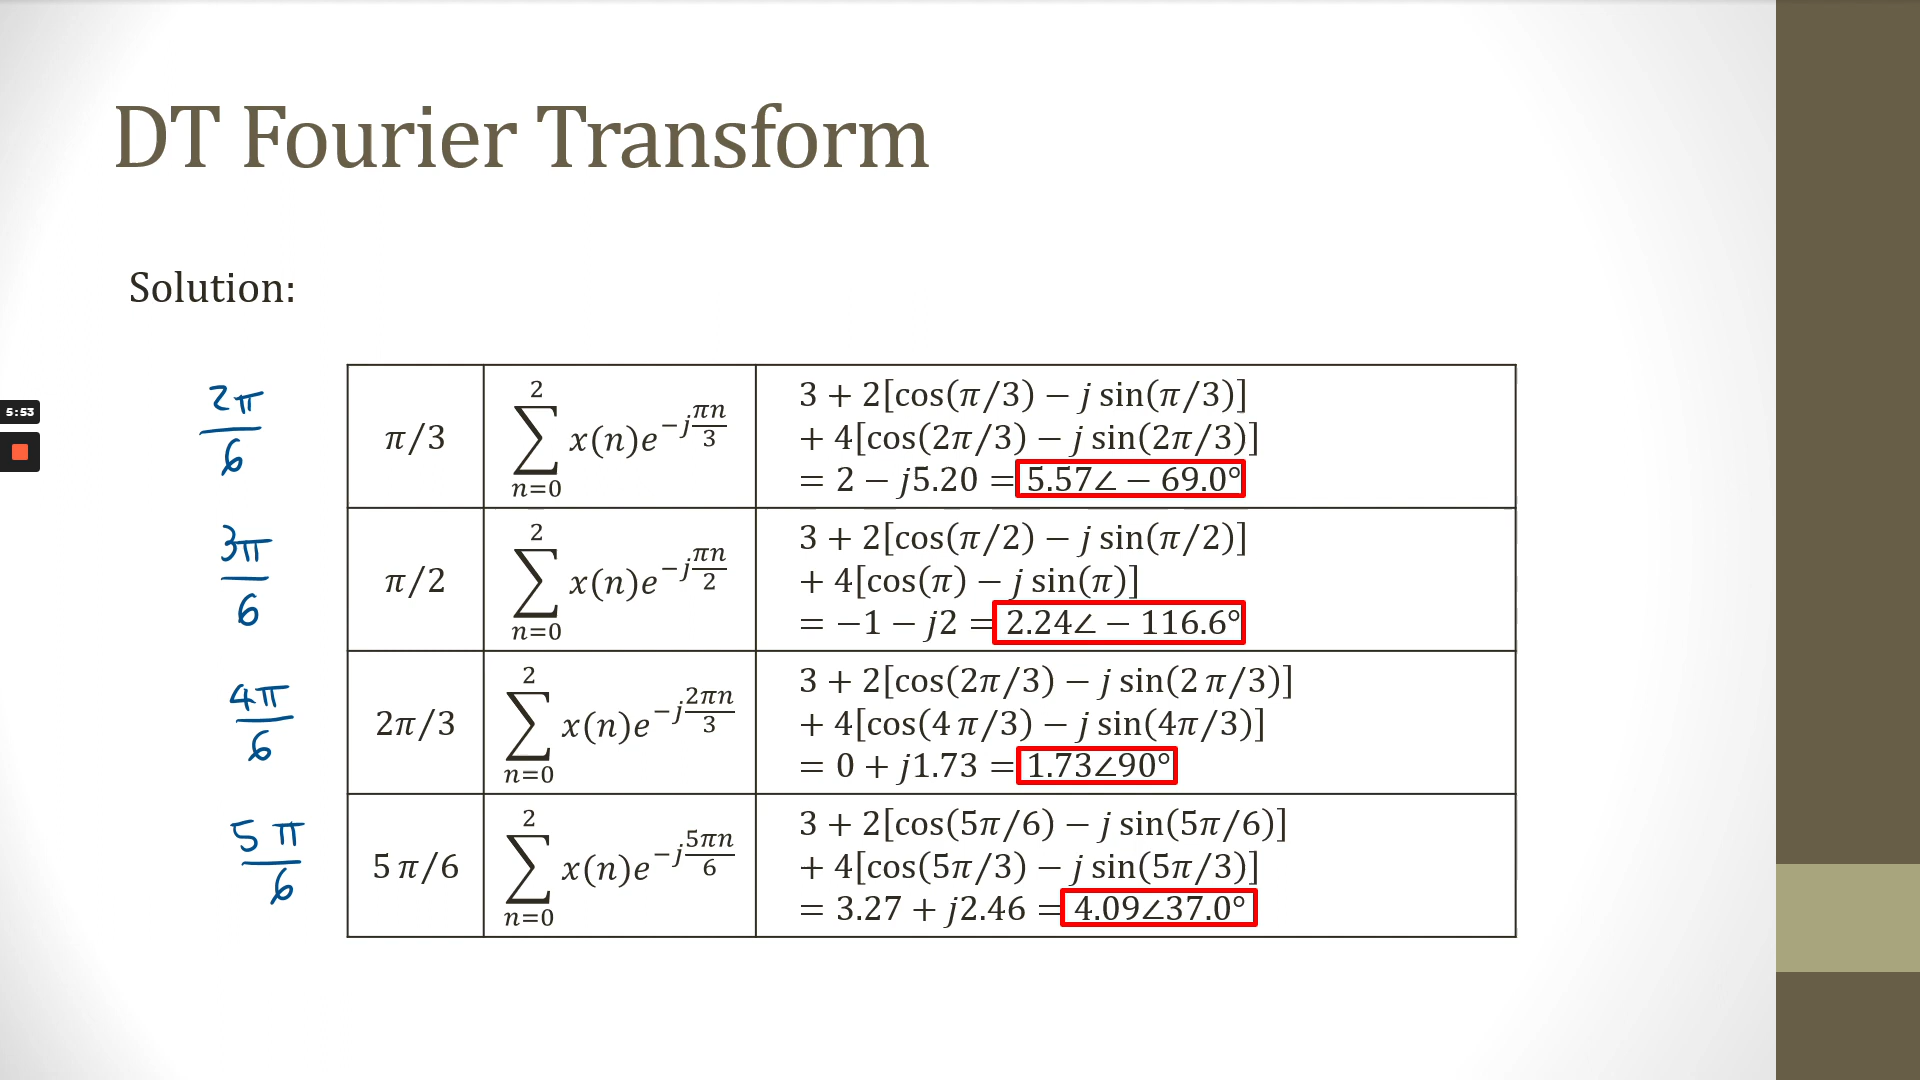 DT Fourier Transform
Solution:
5:53
2π/6
π/3
2
∑ x(n)e^{−j\frac{πn}{3}}
n=0
3 + 2[cos(π/3) − j sin(π/3)]
+ 4[cos(2π/3) − j sin(2π/3)]
= 2 − j5.20 = 5.57∠ − 69.0°
3π/6
π/2
2
∑ x(n)e^{−j\frac{πn}{2}}
n=0
3 + 2[cos(π/2) − j sin(π/2)]
+ 4[cos(π) − j sin(π)]
= −1 − j2 = 2.24∠ − 116.6°
4π/6
2π/3
2
∑ x(n)e^{−j\frac{2πn}{3}}
n=0
3 + 2[cos(2π/3) − j sin(2 π/3)]
+ 4[cos(4 π/3) − j sin(4π/3)]
= 0 + j1.73 = 1.73∠90°
5π/6
5 π/6
2
∑ x(n)e^{−j\frac{5πn}{6}}
n=0
3 + 2[cos(5π/6) − j sin(5π/6)]
+ 4[cos(5π/3) − j sin(5π/3)]
= 3.27 + j2.46 = 4.09∠37.0°